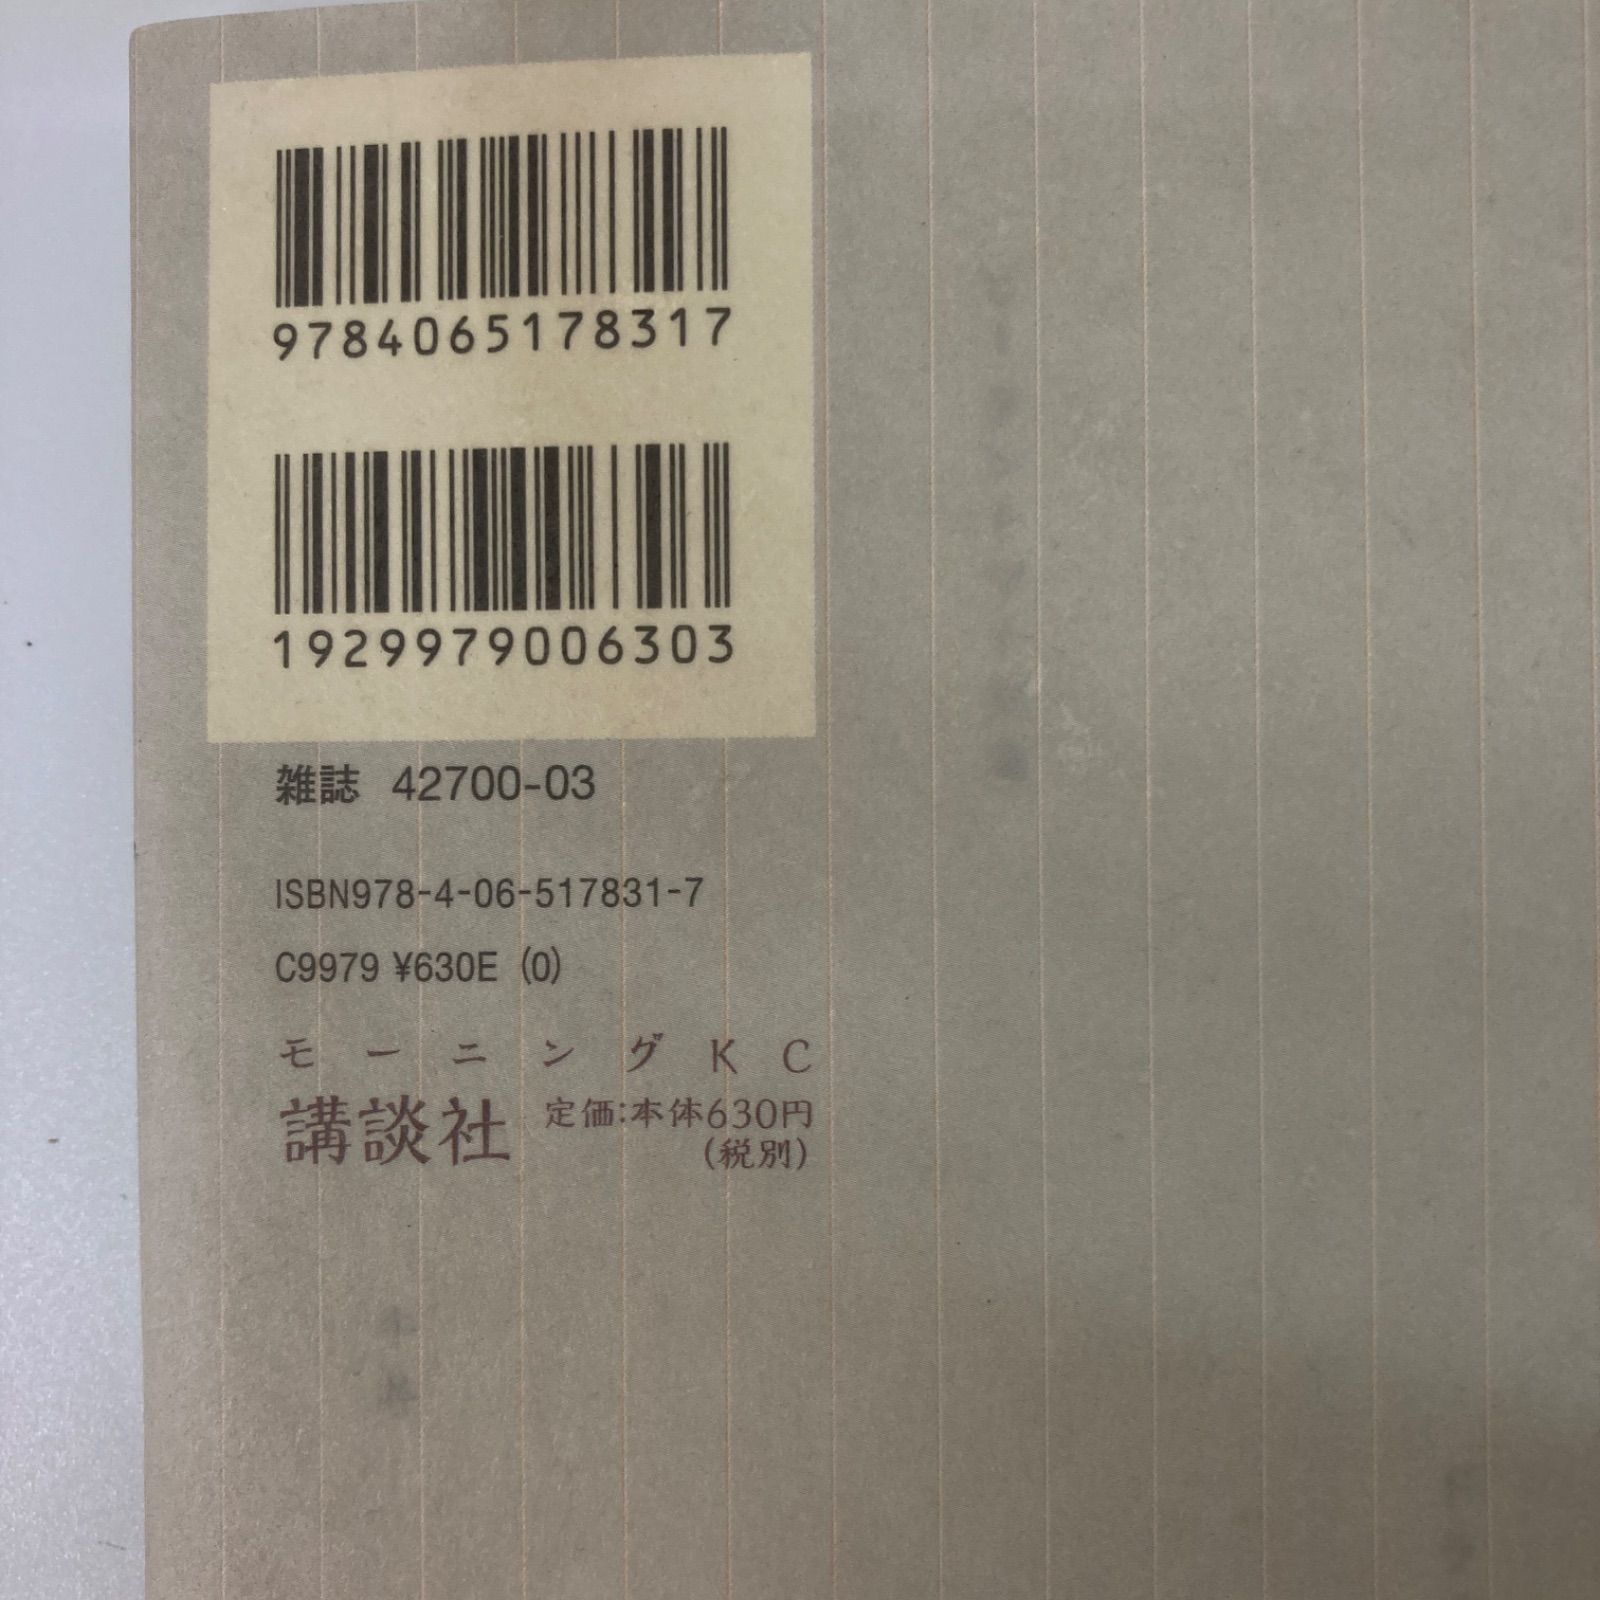 9784065178317
1929979006303
雑誌 42700-03
ISBN978-4-06-517831-7
C9979 ¥630E (0)
モーニングKC
講談社 定価:本体630円
(税別)